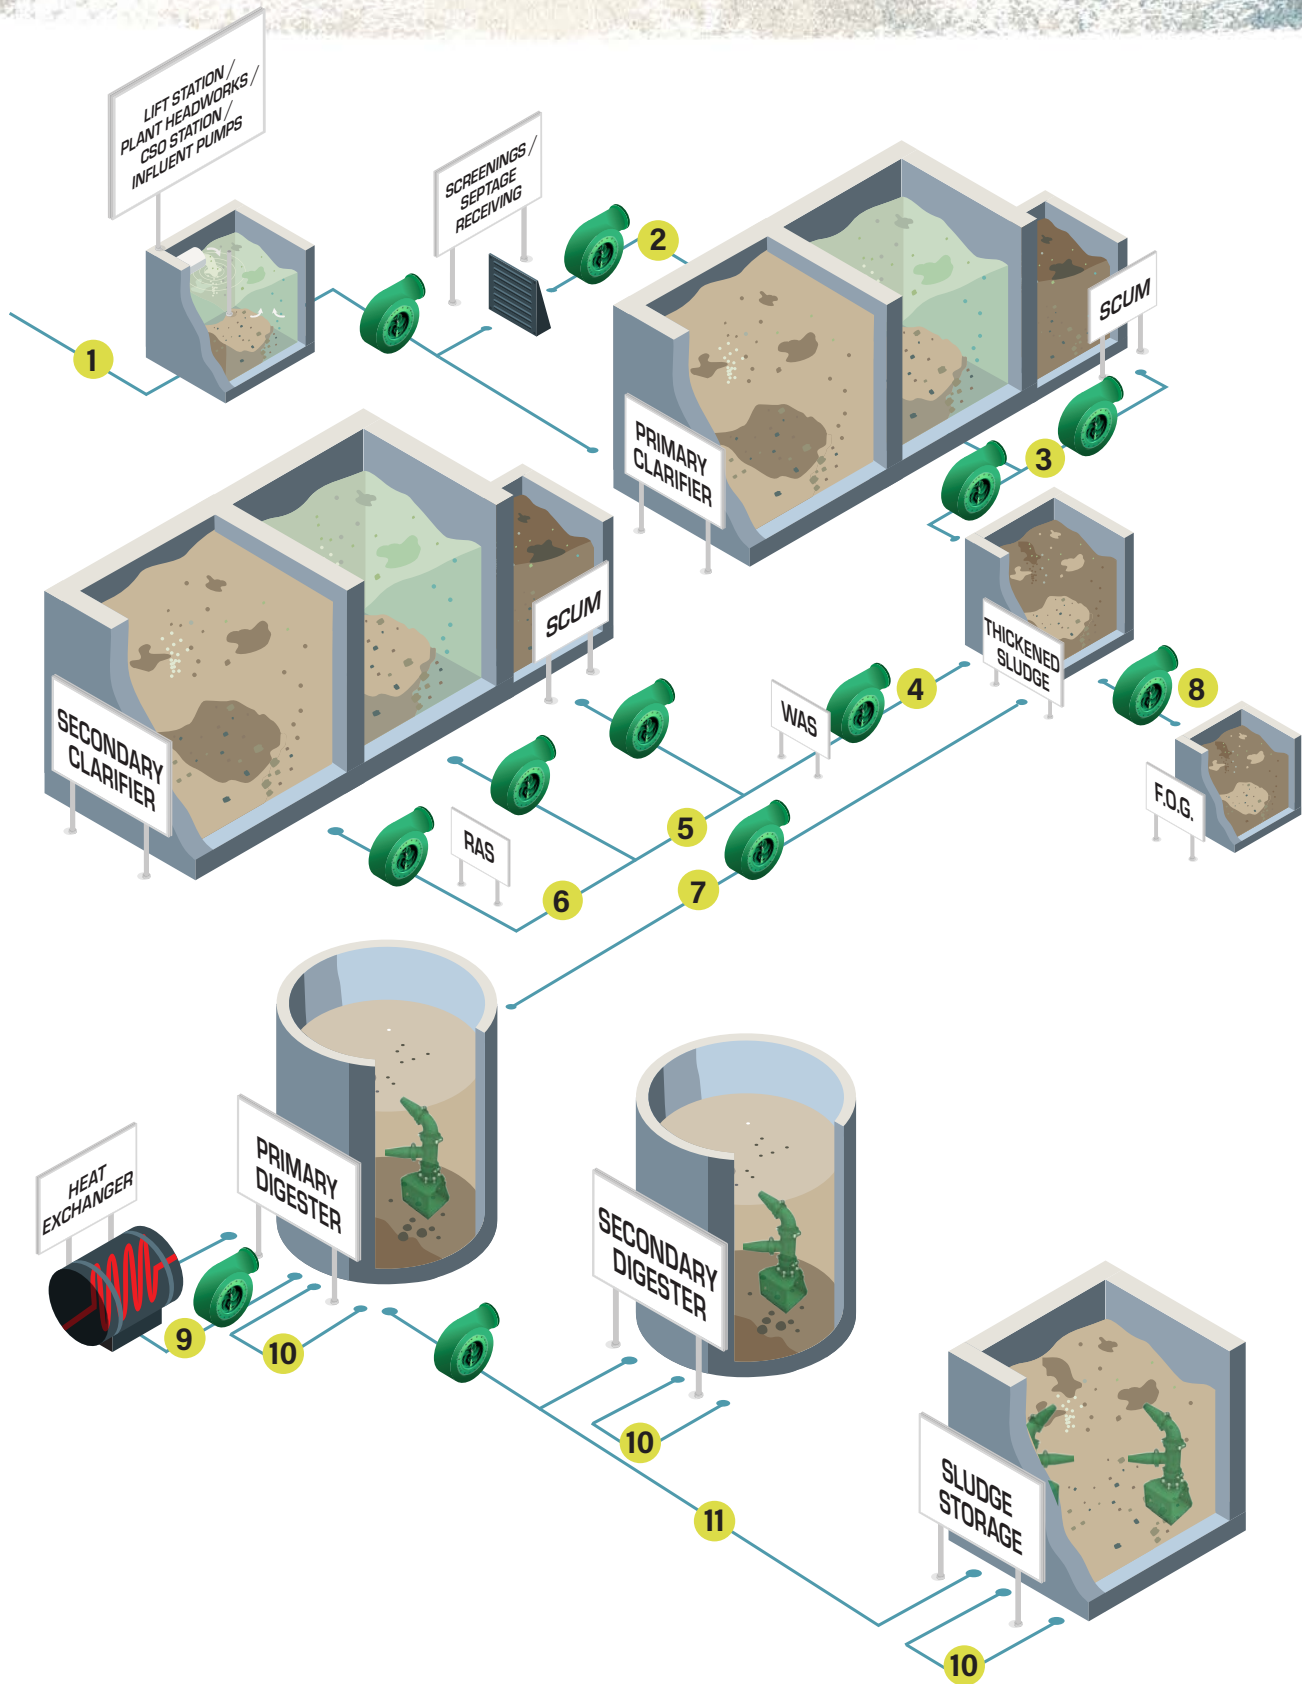 LIFT STATION /
PLANT HEADWORKS /
CSO STATION /
INFLUENT PUMPS
SCREENINGS /
SEPTAGE
RECEIVING
2
1
SCUM
PRIMARY
CLARIFIER
3
SCUM
THICKENED
SLUDGE
4
8
WAS
SECONDARY
CLARIFIER
F.O.G.
5
RAS
7
6
HEAT
EXCHANGER
PRIMARY
DIGESTER
SECONDARY
DIGESTER
9
10
10
SLUDGE
STORAGE
11
10